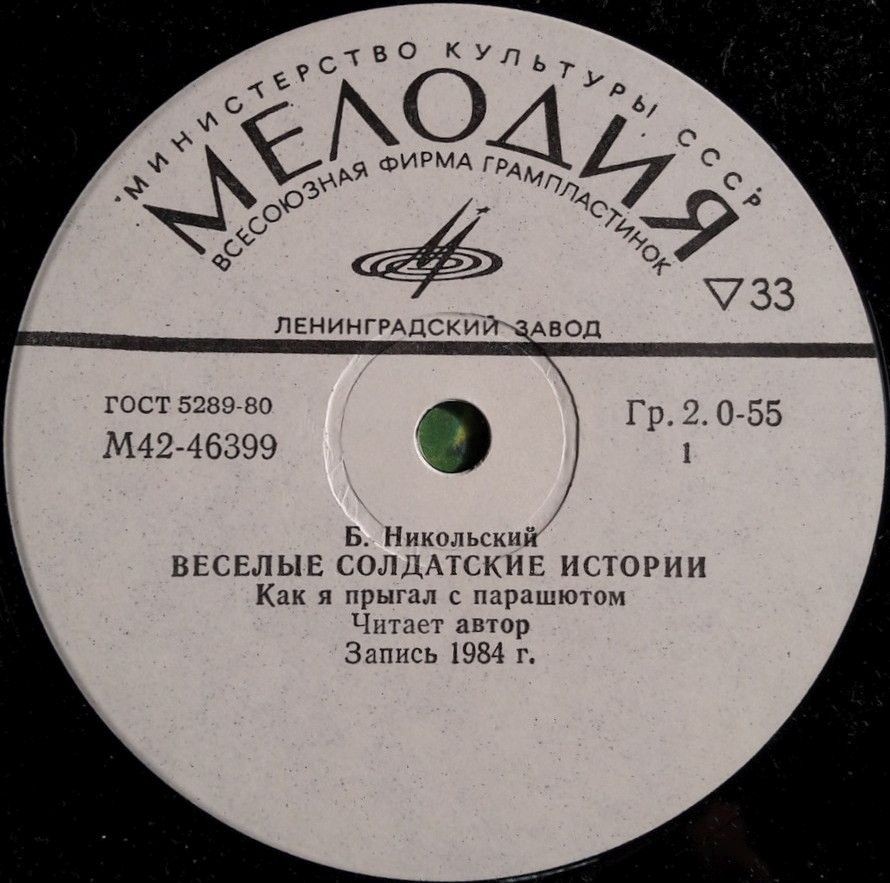 "МИНИСТЕРСТВО КУЛЬТУРЫ СССР
МЕЛОДИЯ
ВСЕСОЮЗНАЯ ФИРМА ГРАМПЛАСТИНОК
▽33
ЛЕНИНГРАДСКИЙ ЗАВОД
ГОСТ 5289-80
М42-46399
Гр. 2. 0-55
1
Б. Никольский
ВЕСЕЛЫЕ СОЛДАТСКИЕ ИСТОРИИ
Как я прыгал с парашютом
Читает автор
Запись 1984 г.